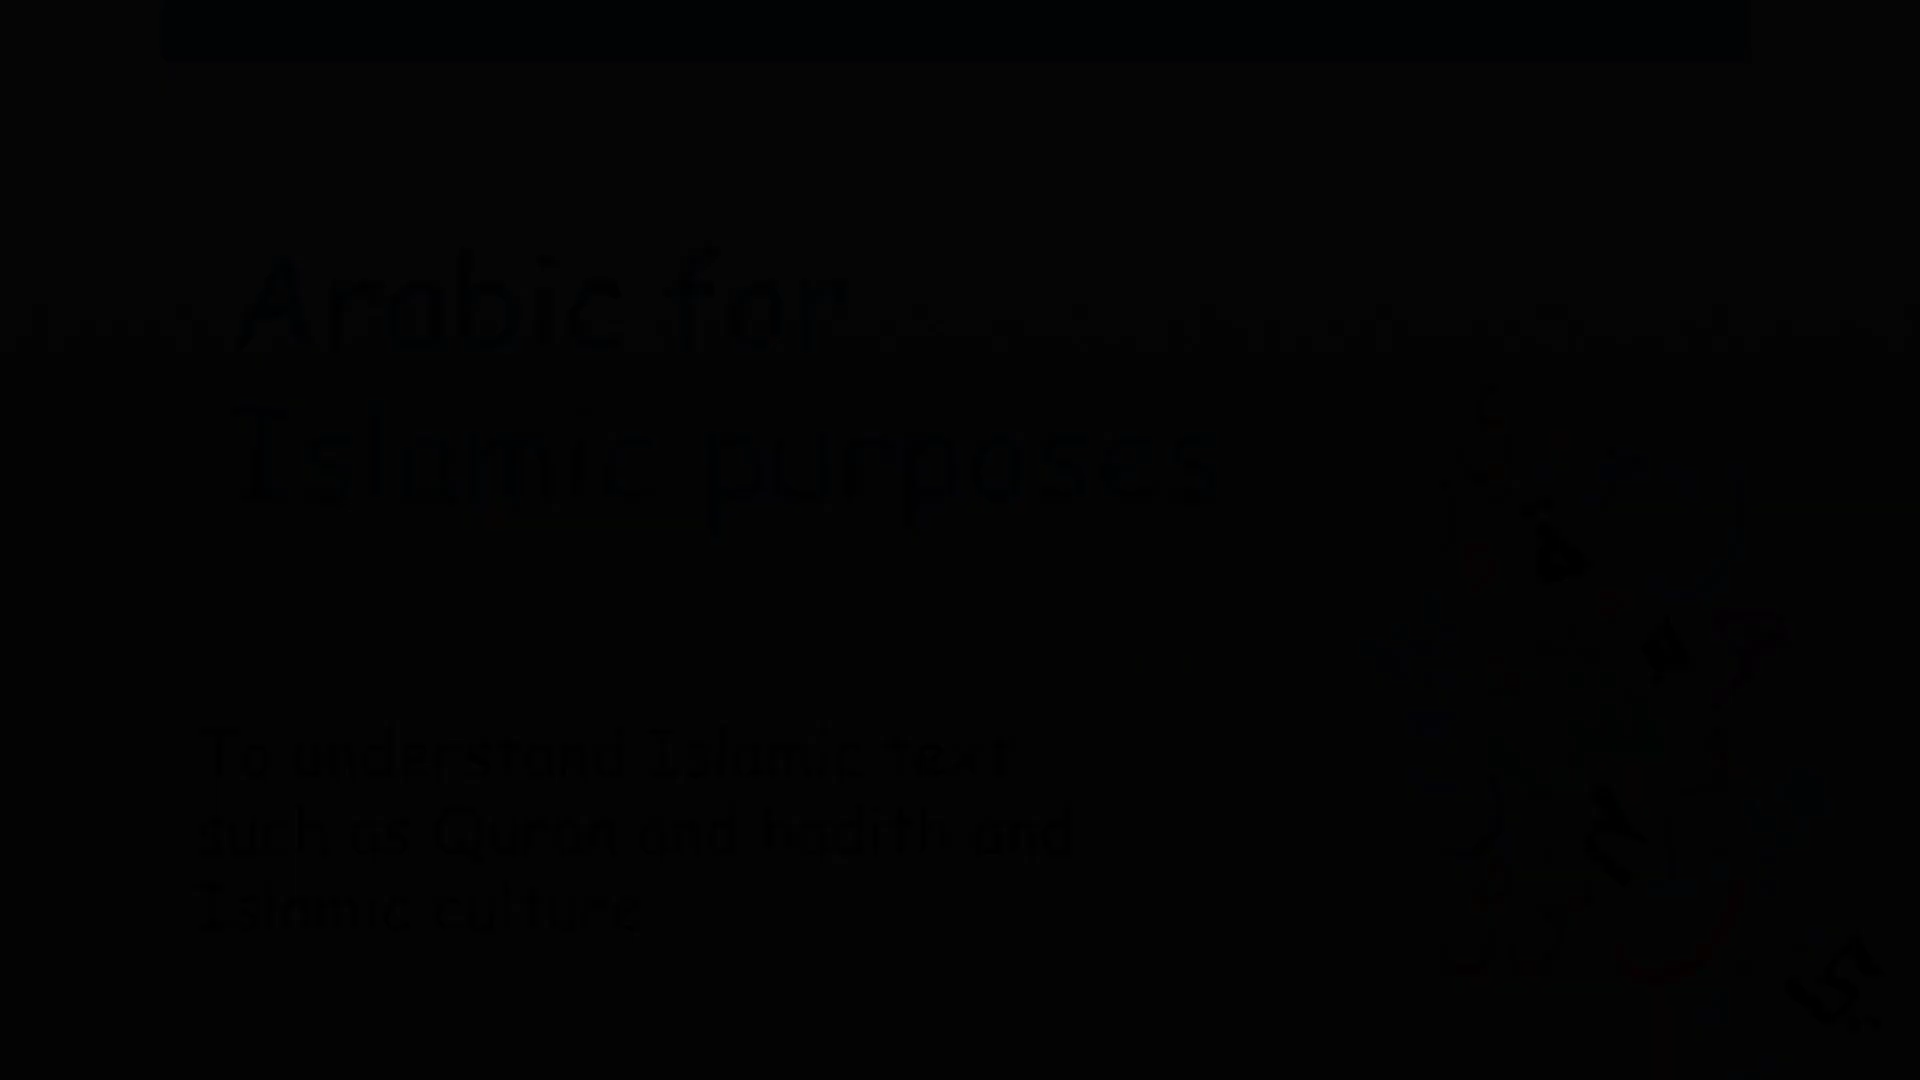 Arabic for
Islamic purposes
To understand Islamic text
such as Quran and hadith and
Islamic culture